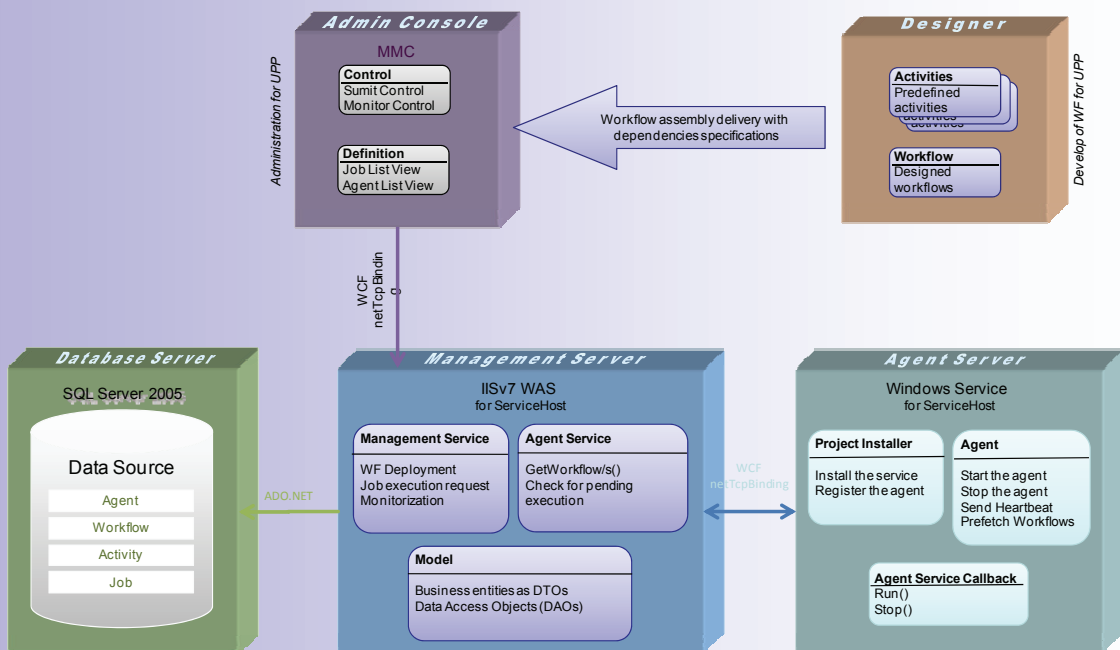 Admin Console
MMC
Administration for UPP
Control
Sumit Control
Monitor Control
Definition
Job List View
Agent List View
Workflow assembly delivery with
dependencies specifications
Designer
Develop of WF for UPP
Activities
Predefined
activities
activities
Workflow
Designed
workflows
WCF
netTcpBindin
g
Database Server
SQL Server 2005
Data Source
Agent
Workflow
Activity
Job
ADO.NET
Management Server
IISv7 WAS
for ServiceHost
Management Service
WF Deployment
Job execution request
Monitorization
Agent Service
GetWorkflow/s()
Check for pending
execution
Model
Business entities as DTOs
Data Access Objects (DAOs)
WCF
netTcpBinding
Agent Server
Windows Service
for ServiceHost
Project Installer
Install the service
Register the agent
Agent
Start the agent
Stop the agent
Send Heartbeat
Prefetch Workflows
Agent Service Callback
Run()
Stop()